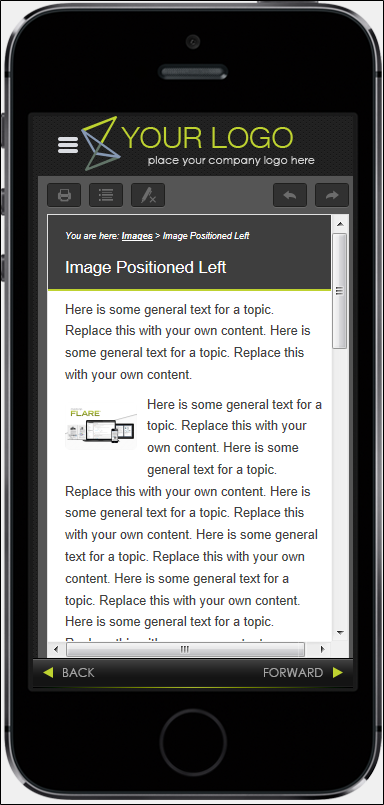 YOUR LOGO
place your company logo here
You are here: Images > Image Positioned Left
Image Positioned Left
Here is some general text for a topic.
Replace this with your own content. Here is
some general text for a topic. Replace this
with your own content.
FLARE
Here is some general text for a
topic. Replace this with your
own content. Here is some
general text for a topic.
Replace this with your own content. Here is
some general text for a topic. Replace this
with your own content. Here is some general
text for a topic. Replace this with your own
content. Here is some general text for a
topic. Replace this with your own content.
Here is some general text for a topic.
BACK
FORWARD